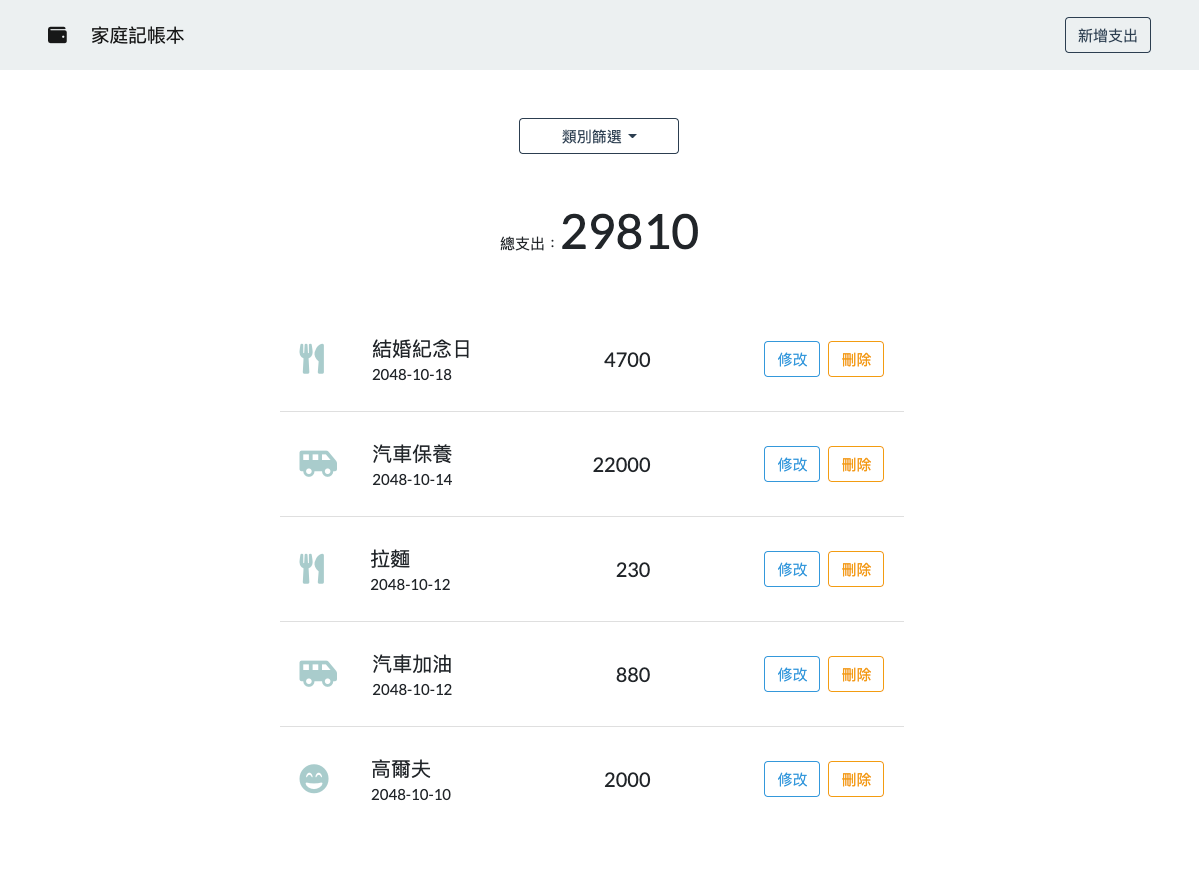 家庭記帳本
新增支出
類別篩選
總支出：29810
結婚紀念日
2048-10-18
4700
修改
刪除
汽車保養
2048-10-14
22000
修改
刪除
拉麵
2048-10-12
230
修改
刪除
汽車加油
2048-10-12
880
修改
刪除
高爾夫
2048-10-10
2000
修改
刪除